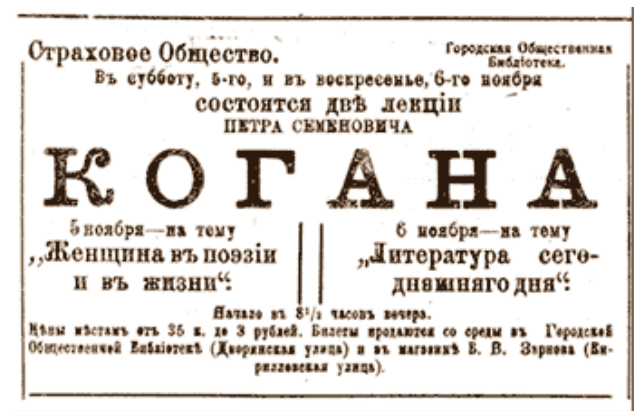 Страховое Общество.
Городская Общественная
Библіотека.
Въ субботу, 5-го, и въ воскресенье, 6-го ноября
состоятся двѣ лекціи
ПЕТРА СЕМЕНОВИЧА
КОГАНА
5 ноября—на тему
„Женщина въ поэзіи
и въ жизни“.
6 ноября—на тему
„Литература сего-
дняшняго дня“.
Начало въ 8½ часовъ вечера.
Цѣны мѣстамъ отъ 35 к. до 3 рублей. Билеты продаются со среды въ Городской
Общественной Библіотекѣ (Дворянская улица) и въ магазинѣ Б. В. Зернова (Ки-
рилловская улица).